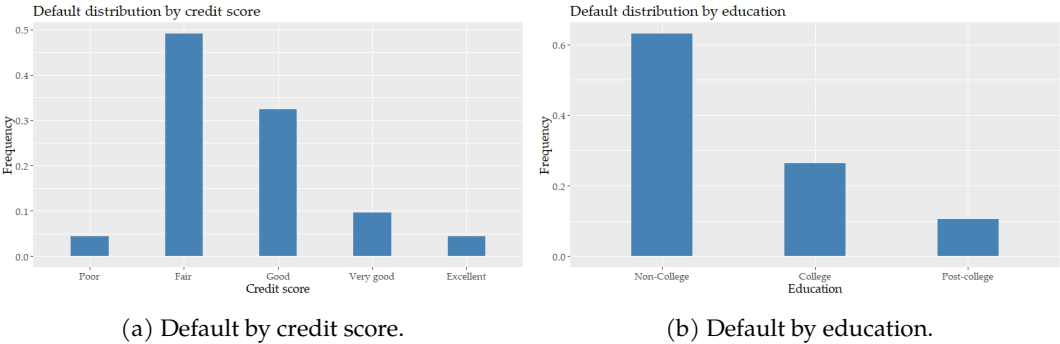 Default distribution by credit score
Frequency
0.5
0.4
0.3
0.2
0.1
0.0
Poor Fair Good Very good Excellent
Credit score
(a) Default by credit score.
Default distribution by education
Frequency
0.6
0.4
0.2
0.0
Non-College College Post-college
Education
(b) Default by education.